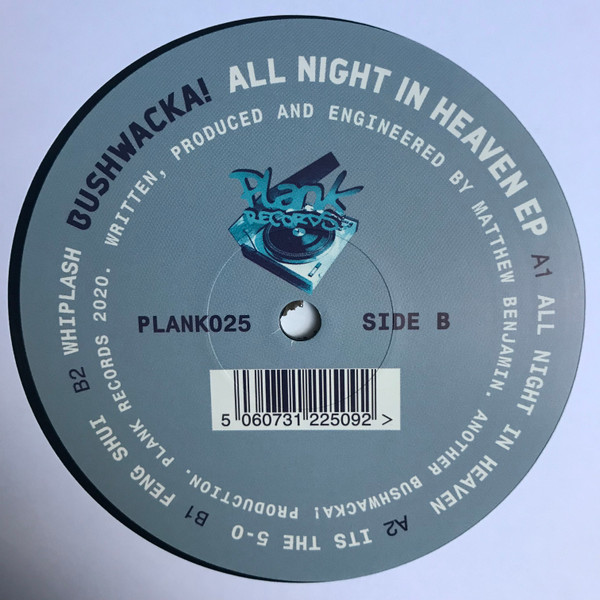 BUSHWACKA! ALL NIGHT IN HEAVEN EP A1 ALL NIGHT IN HEAVEN A2 ITS THE 5-0 B1 FENG SHUI B2 WHIPLASH
WRITTEN, PRODUCED AND ENGINEERED BY MATTHEW BENJAMIN. ANOTHER BUSHWACKA! PRODUCTION. PLANK RECORDS 2020.
Plank
RECORDS
PLANK025
SIDE B
5 060731 225092 >